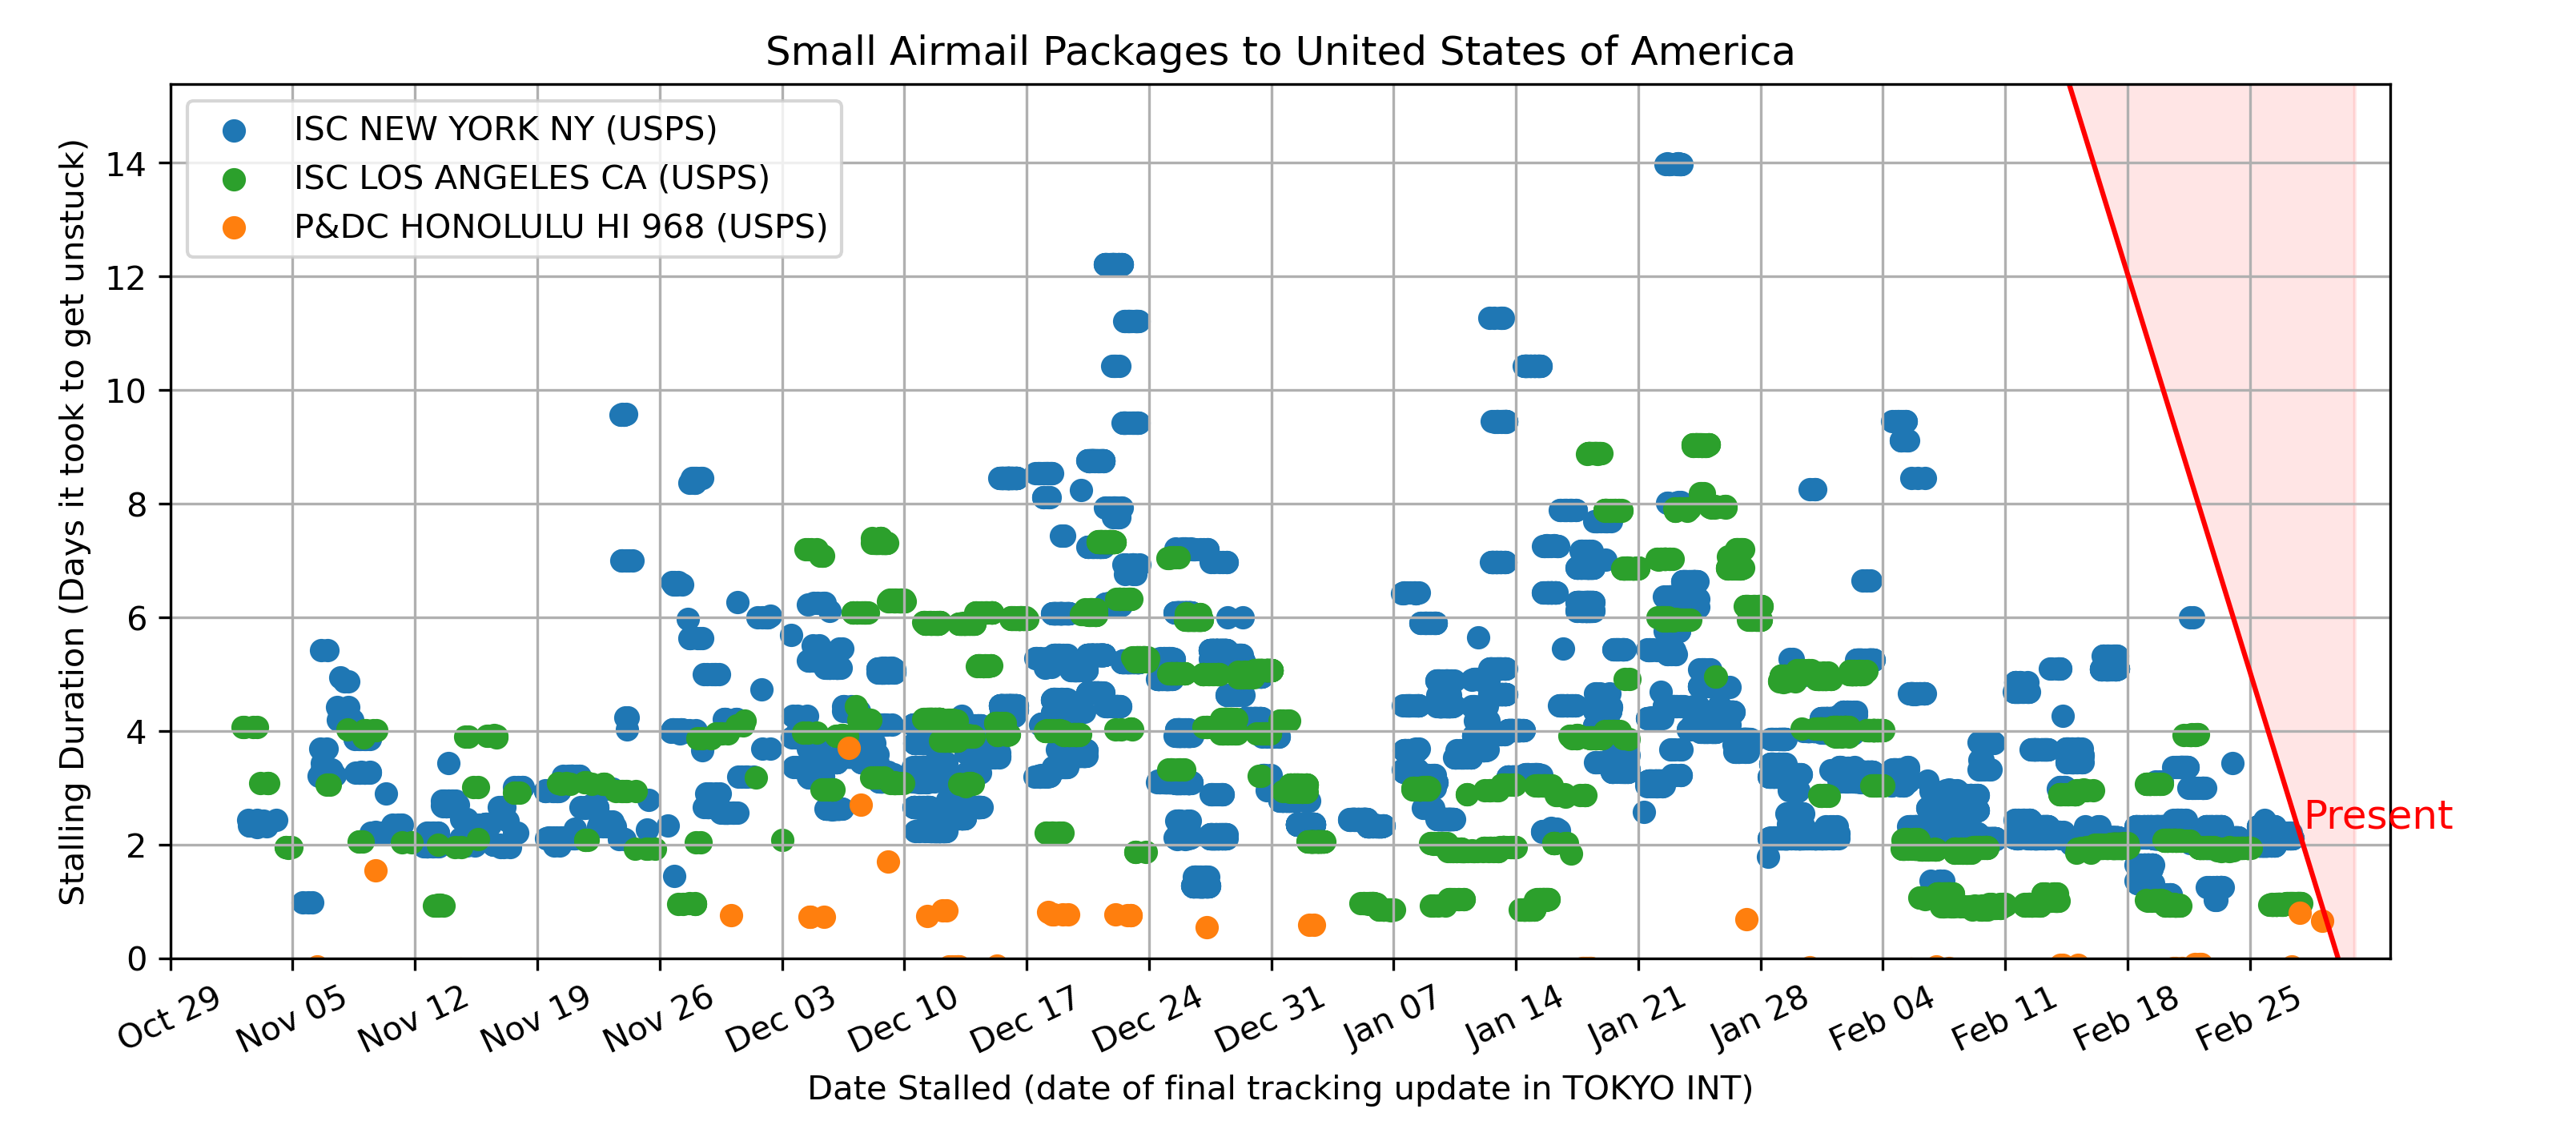 Small Airmail Packages to United States of America
ISC NEW YORK NY (USPS)
ISC LOS ANGELES CA (USPS)
P&DC HONOLULU HI 968 (USPS)
Stalling Duration (Days it took to get unstuck)
14
12
10
8
6
4
2
0
Present
Oct 29
Nov 05
Nov 12
Nov 19
Nov 26
Dec 03
Dec 10
Dec 17
Dec 24
Dec 31
Jan 07
Jan 14
Jan 21
Jan 28
Feb 04
Feb 11
Feb 18
Feb 25
Date Stalled (date of final tracking update in TOKYO INT)